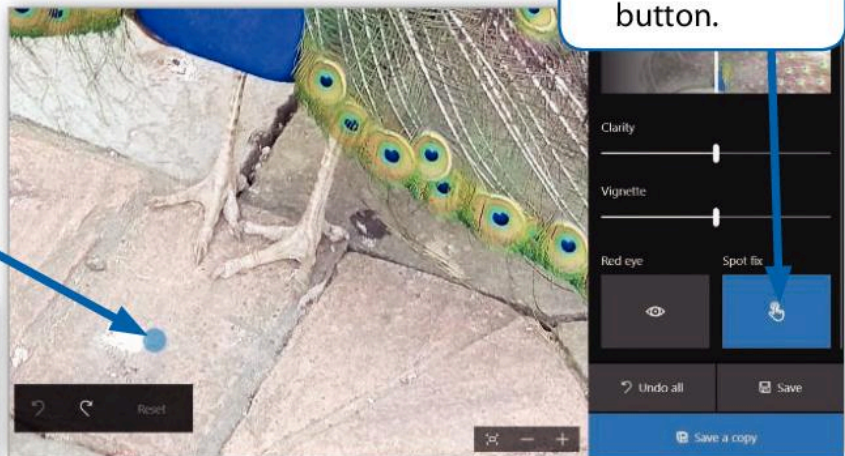 button.
Clarity
Vignette
Red eye Spot fix
Reset
Undo all Save
Save a copy